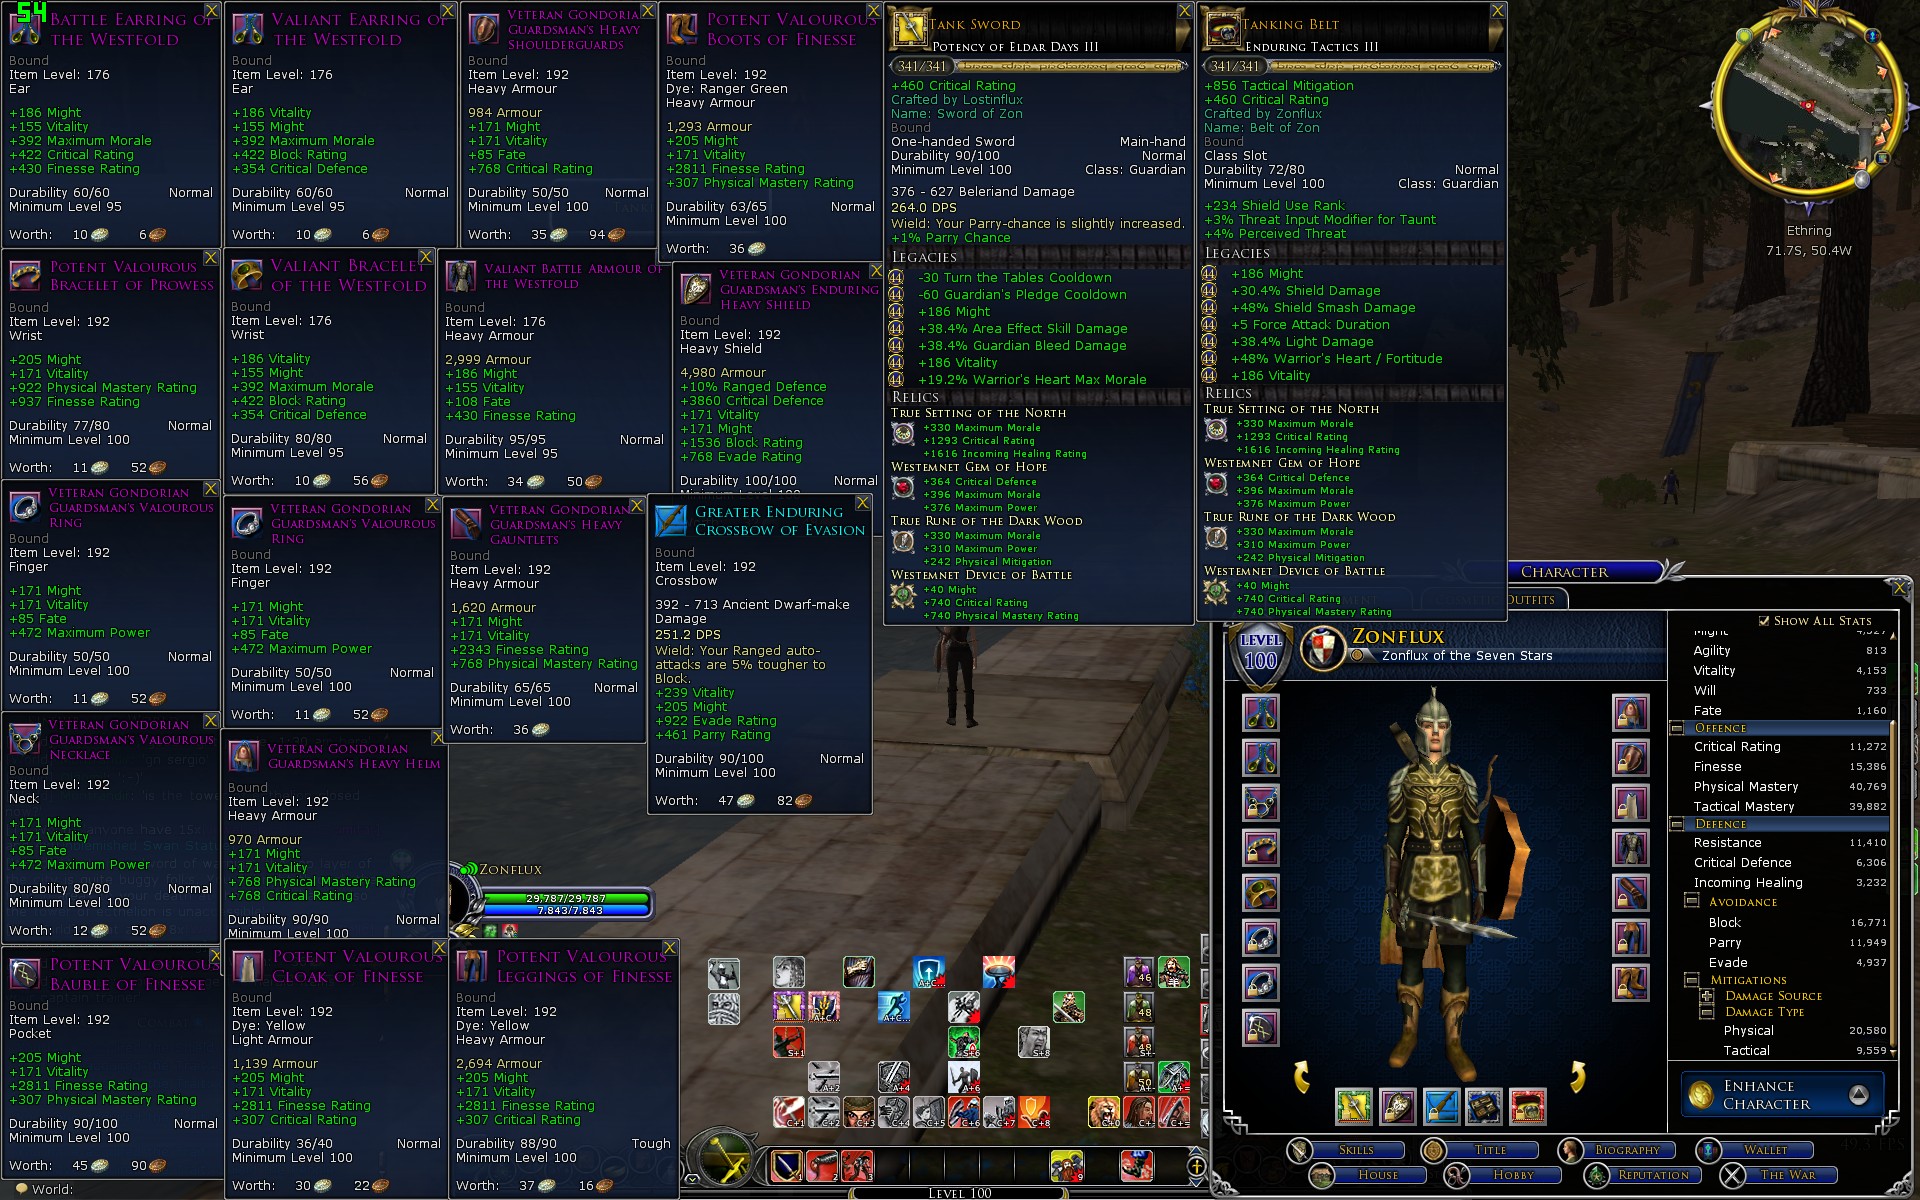 54
Battle Earring of
the Westfold
Bound
Item Level: 176
Ear
+186 Might
+155 Vitality
+392 Maximum Morale
+422 Critical Rating
+430 Finesse Rating
Durability 60/60 Normal
Minimum Level 95
Worth: 10 6
Valiant Earring of
the Westfold
Bound
Item Level: 176
Ear
+186 Vitality
+155 Might
+392 Maximum Morale
+422 Block Rating
+354 Critical Defence
Durability 60/60 Normal
Minimum Level 95
Worth: 10 6
Veteran Gondorian
Guardsman's Heavy
Shoulderguards
Bound
Item Level: 192
Heavy Armour
984 Armour
+171 Might
+171 Vitality
+85 Fate
+768 Critical Rating
Durability 50/50 Normal
Minimum Level 100
Worth: 35 94
Potent Valourous
Boots of Finesse
Bound
Item Level: 192
Dye: Ranger Green
Heavy Armour
1,293 Armour
+205 Might
+171 Vitality
+2811 Finesse Rating
+307 Physical Mastery Rating
Durability 63/65 Normal
Minimum Level 100
Worth: 36
Tank Sword
Potency of Eldar Days III
341/341
+460 Critical Rating
Crafted by Lostinflux
Name: Sword of Zon
Bound
One-handed Sword Main-hand
Durability 90/100 Normal
Minimum Level 100 Class: Guardian
376 - 627 Beleriand Damage
264.0 DPS
Wield: Your Parry-chance is slightly increased.
+1% Parry Chance
Legacies
44 -30 Turn the Tables Cooldown
44 -60 Guardian's Pledge Cooldown
44 +186 Might
44 +38.4% Area Effect Skill Damage
44 +38.4% Guardian Bleed Damage
44 +186 Vitality
44 +19.2% Warrior's Heart Max Morale
Relics
True Setting of the North
+330 Maximum Morale
+1293 Critical Rating
+1616 Incoming Healing Rating
Westemnet Gem of Hope
+364 Critical Defence
+396 Maximum Morale
+376 Maximum Power
True Rune of the Dark Wood
+330 Maximum Morale
+310 Maximum Power
+242 Physical Mitigation
Westemnet Device of Battle
+40 Might
+740 Critical Rating
+740 Physical Mastery Rating
Tanking Belt
Enduring Tactics III
341/341
+856 Tactical Mitigation
+460 Critical Rating
Crafted by Zonflux
Name: Belt of Zon
Bound
Class Slot
Durability 72/80 Normal
Minimum Level 100 Class: Guardian
+234 Shield Use Rank
+3% Threat Input Modifier for Taunt
+4% Perceived Threat
Legacies
44 +186 Might
44 +30.4% Shield Damage
44 +48% Shield Smash Damage
44 +5 Force Attack Duration
44 +38.4% Light Damage
44 +48% Warrior's Heart / Fortitude
44 +186 Vitality
Relics
True Setting of the North
+330 Maximum Morale
+1293 Critical Rating
+1616 Incoming Healing Rating
Westemnet Gem of Hope
+364 Critical Defence
+396 Maximum Morale
+376 Maximum Power
True Rune of the Dark Wood
+330 Maximum Morale
+310 Maximum Power
+242 Physical Mitigation
Westemnet Device of Battle
+40 Might
+740 Critical Rating
+740 Physical Mastery Rating
N
Ethring
71.7S, 50.4W
Potent Valourous
Bracelet of Prowess
Bound
Item Level: 192
Wrist
+205 Might
+171 Vitality
+922 Physical Mastery Rating
+937 Finesse Rating
Durability 77/80 Normal
Minimum Level 100
Worth: 11 52
Valiant Bracelet
of the Westfold
Bound
Item Level: 176
Wrist
+186 Vitality
+155 Might
+392 Maximum Morale
+422 Block Rating
+354 Critical Defence
Durability 80/80 Normal
Minimum Level 95
Worth: 10 56
Valiant Battle Armour of
the Westfold
Bound
Item Level: 176
Heavy Armour
2,999 Armour
+186 Might
+155 Vitality
+108 Fate
+430 Finesse Rating
Durability 95/95 Normal
Minimum Level 95
Worth: 34 50
Veteran Gondorian
Guardsman's Enduring
Heavy Shield
Bound
Item Level: 192
Heavy Shield
4,980 Armour
+10% Ranged Defence
+3860 Critical Defence
+171 Vitality
+171 Might
+1536 Block Rating
+768 Evade Rating
Durability 100/100 Normal
Veteran Gondorian
Guardsman's Valourous
Ring
Bound
Item Level: 192
Finger
+171 Might
+171 Vitality
+85 Fate
+472 Maximum Power
Durability 50/50 Normal
Minimum Level 100
Worth: 11 52
Veteran Gondorian
Guardsman's Valourous
Ring
Bound
Item Level: 192
Finger
+171 Might
+171 Vitality
+85 Fate
+472 Maximum Power
Durability 50/50 Normal
Minimum Level 100
Worth: 11 52
Veteran Gondorian
Guardsman's Heavy
Gauntlets
Bound
Item Level: 192
Heavy Armour
1,620 Armour
+171 Might
+171 Vitality
+2343 Finesse Rating
+768 Physical Mastery Rating
Durability 65/65 Normal
Minimum Level 100
Worth: 36
Greater Enduring
Crossbow of Evasion
Bound
Item Level: 192
Crossbow
392 - 713 Ancient Dwarf-make
Damage
251.2 DPS
Wield: Your Ranged auto-
attacks are 5% tougher to
Block.
+239 Vitality
+205 Might
+922 Evade Rating
+461 Parry Rating
Durability 90/100 Normal
Minimum Level 100
Worth: 47 82
Veteran Gondorian
Guardsman's Valourous
Necklace
Bound
Item Level: 192
Neck
+171 Might
+171 Vitality
+85 Fate
+472 Maximum Power
Durability 80/80 Normal
Minimum Level 100
Worth: 12 52
Veteran Gondorian
Guardsman's Heavy Helm
Bound
Item Level: 192
Heavy Armour
970 Armour
+171 Might
+171 Vitality
+768 Physical Mastery Rating
+768 Critical Rating
Durability 90/90 Normal
Minimum Level 100
Potent Valourous
Bauble of Finesse
Bound
Item Level: 192
Pocket
+205 Might
+171 Vitality
+2811 Finesse Rating
+307 Physical Mastery Rating
Durability 90/100 Normal
Minimum Level 100
Worth: 45 90
World:
Potent Valourous
Cloak of Finesse
Bound
Item Level: 192
Dye: Yellow
Light Armour
1,139 Armour
+205 Might
+171 Vitality
+2811 Finesse Rating
+307 Critical Rating
Durability 36/40 Normal
Minimum Level 100
Worth: 30 22
Potent Valourous
Leggings of Finesse
Bound
Item Level: 192
Dye: Yellow
Heavy Armour
2,694 Armour
+205 Might
+171 Vitality
+2811 Finesse Rating
+307 Critical Rating
Durability 88/90 Tough
Minimum Level 100
Worth: 37 16
Zonflux
29,787/29,787
7,843/7,843
A+C...
46
A+C... A+C... 48
S+1 S+6 S+8 48
A+2 A+4 A+6 50
C+1 C+2 C+3 C+4 C+5 C+6 C+7 C+8 C+0
1 2 3 9
Level 100
Character
Outfits
Level
100
Zonflux
Zonflux of the Seven Stars
Show All Stats
Might 4,327
Agility 813
Vitality 4,153
Will 733
Fate 1,160
Offence
Critical Rating 11,272
Finesse 15,386
Physical Mastery 40,769
Tactical Mastery 39,882
Defence
Resistance 11,410
Critical Defence 6,306
Incoming Healing 3,232
Avoidance
Block 16,771
Parry 11,949
Evade 4,937
Mitigations
Damage Source
Damage Type
Physical 20,580
Tactical 9,559
Enhance
Character
Skills Title Biography Wallet
House Hobby Reputation The War